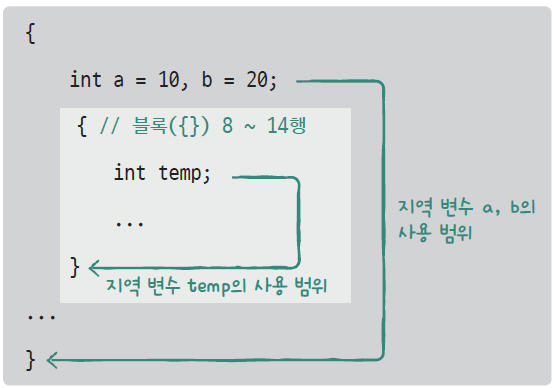 {
int a = 10, b = 20;
{ // 블록({}) 8 ~ 14행
int temp;
...
}
지역 변수 temp의 사용 범위
지역 변수 a, b의
사용 범위
...
}